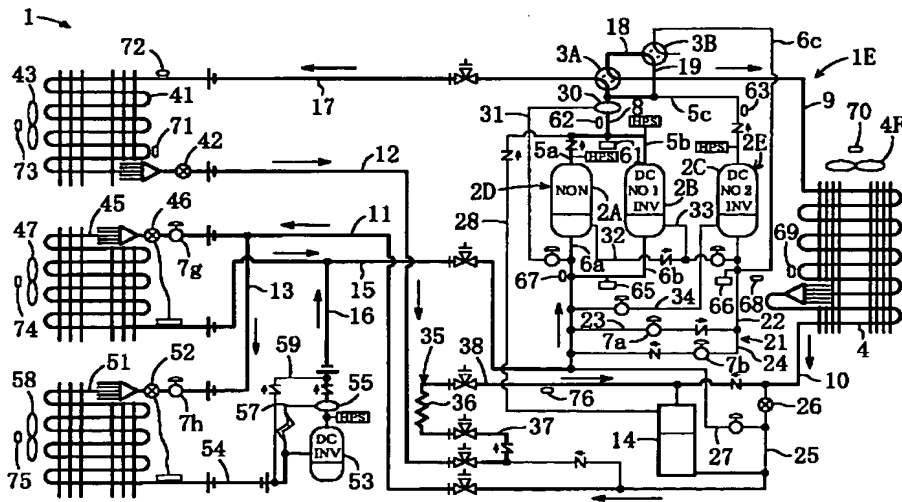 1
72
43
41
73
71
42
17
12
18
3A
3B
6c
19
1E
30
8
5c
63
9
31
62
HPS
70
4F
61
5b
5a
HPS
HPS
2C
2E
2D
NON
DC NO 1 INV
DC NO 2 INV
2A
2B
45
46
11
47
7g
28
32
33
69
74
13
15
67
6a
6b
65
66
68
16
34
23
22
7a
21
24
7b
4
51
52
59
35
38
10
58
57
7h
55
HPS
36
76
26
75
54
DC INV
53
37
14
27
25